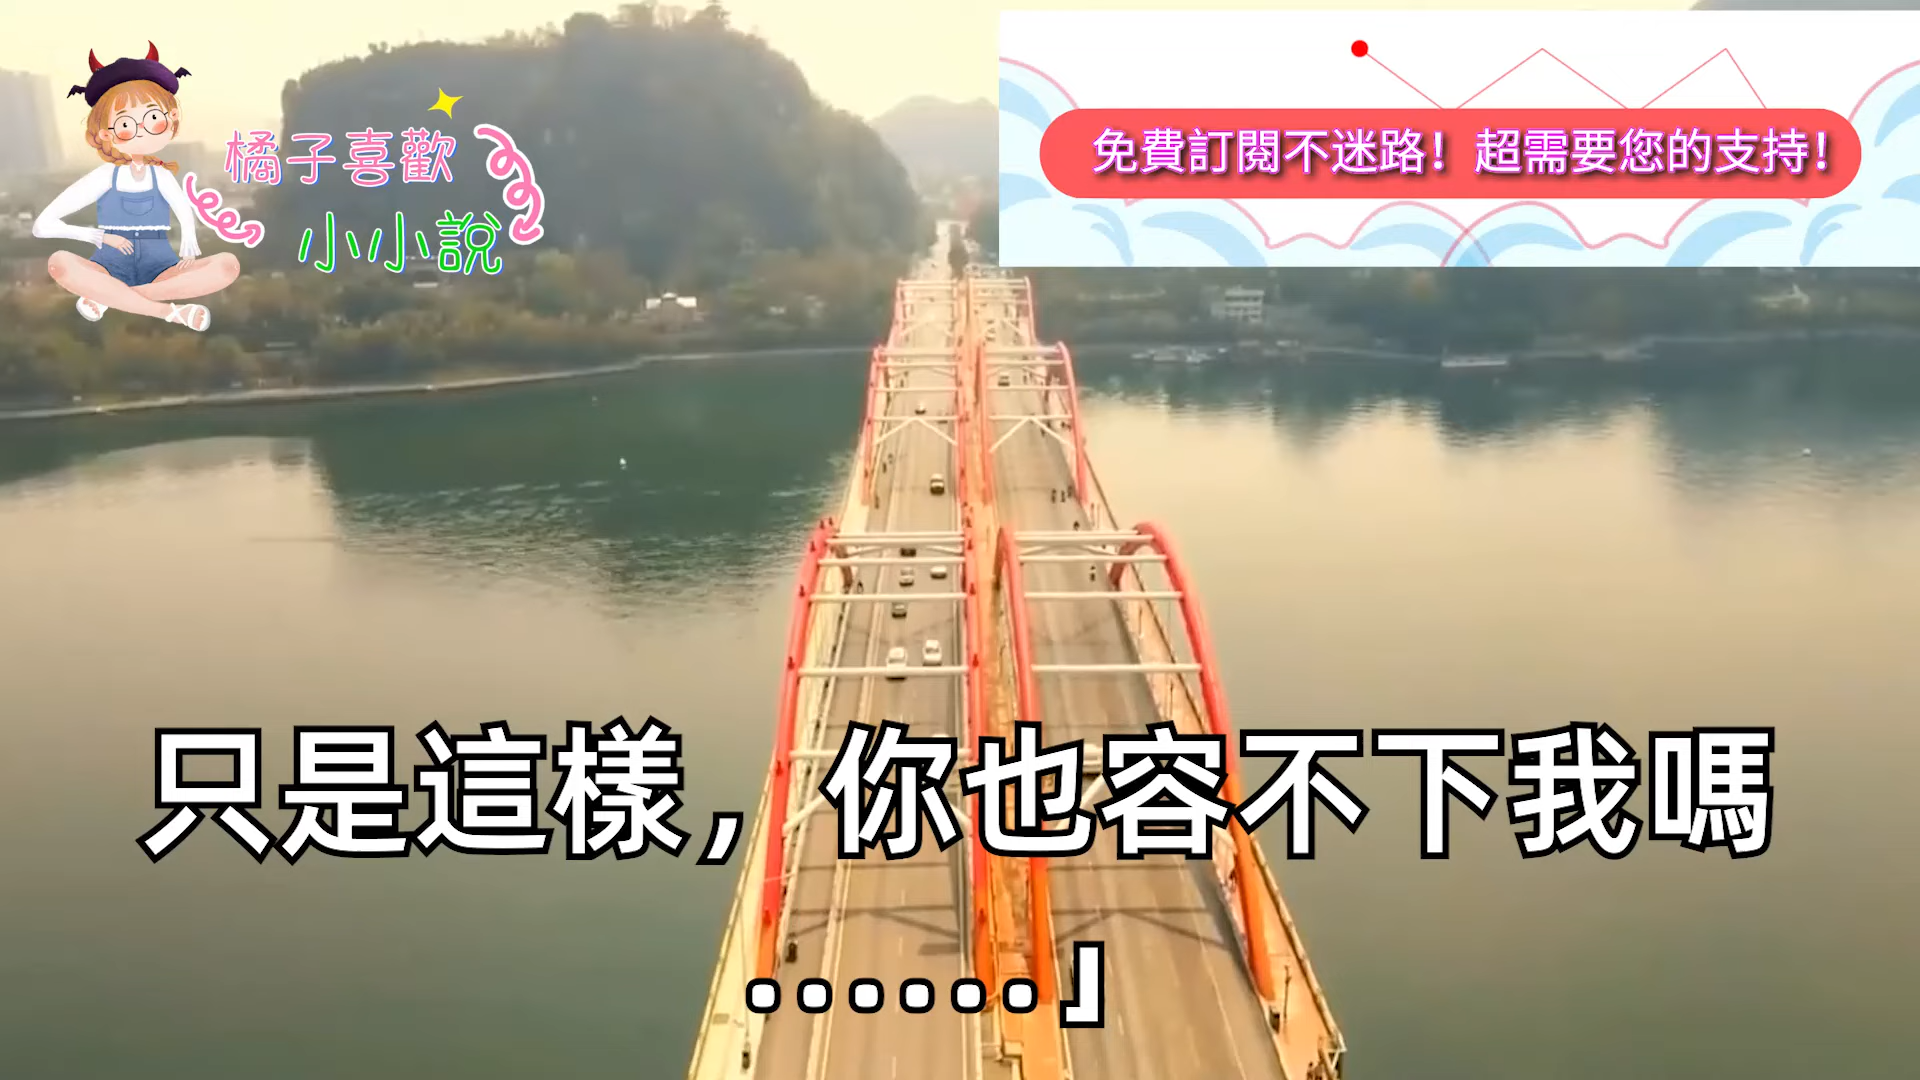 橘子喜歡
小小說
免費訂閱不迷路！超需要您的支持！
只是這樣，你也容不下我嗎
......」